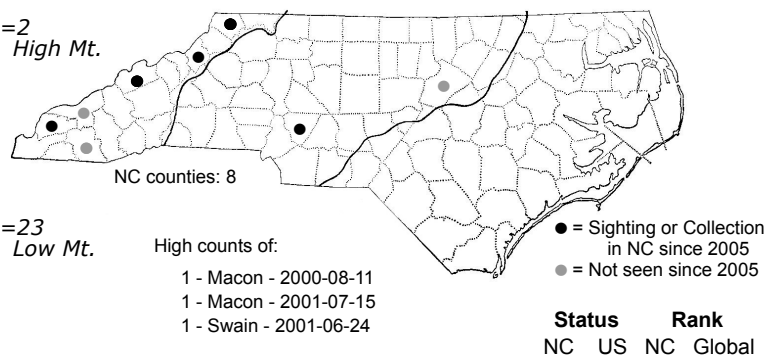 =2
High Mt.
NC counties: 8
=23
Low Mt.
High counts of:
1 - Macon - 2000-08-11
1 - Macon - 2001-07-15
1 - Swain - 2001-06-24
= Sighting or Collection
in NC since 2005
= Not seen since 2005
Status Rank
NC US NC Global